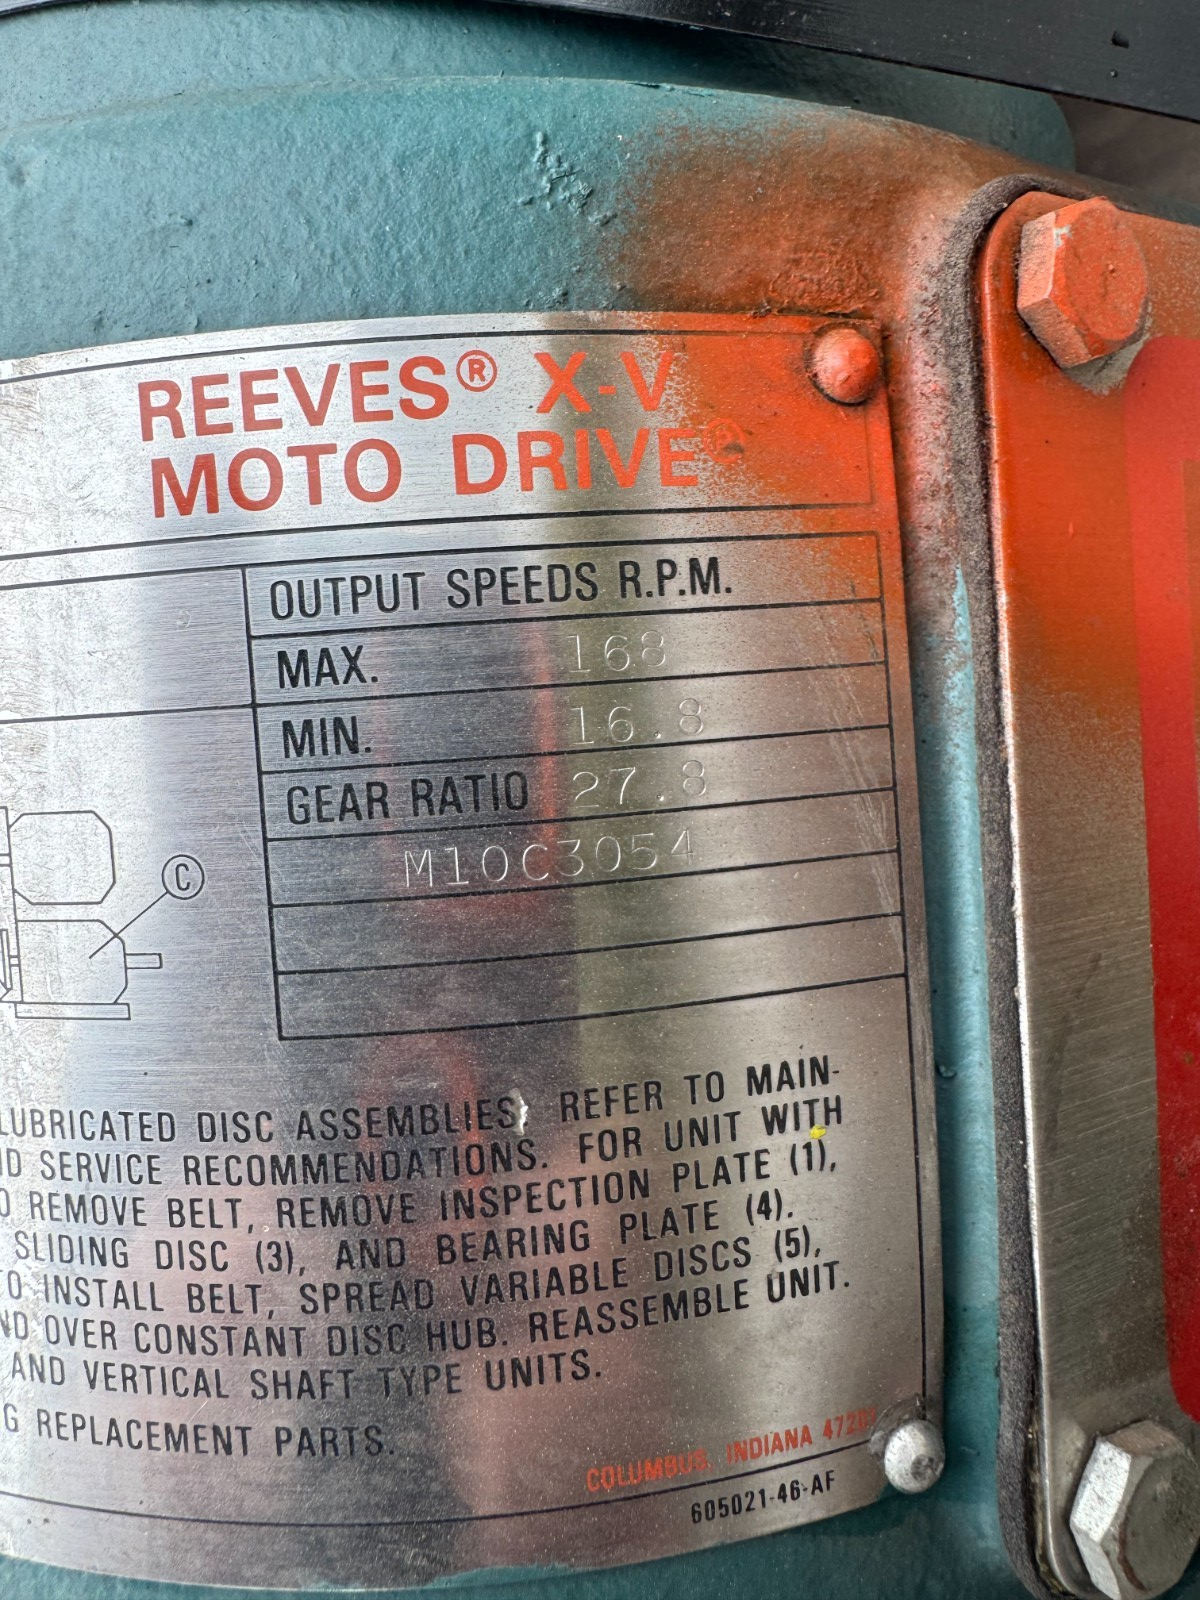 REEVES® X-V
MOTO DRIVE®
OUTPUT SPEEDS R.P.M.
MAX. 168
MIN. 16.8
GEAR RATIO 27.8
M10C3054
C
LUBRICATED DISC ASSEMBLIES, REFER TO MAIN-
SERVICE RECOMMENDATIONS. FOR UNIT WITH
REMOVE BELT, REMOVE INSPECTION PLATE (1),
SLIDING DISC (3), AND BEARING PLATE (4).
INSTALL BELT, SPREAD VARIABLE DISCS (5),
OVER CONSTANT DISC HUB. REASSEMBLE UNIT.
AND VERTICAL SHAFT TYPE UNITS.
G REPLACEMENT PARTS.
COLUMBUS, INDIANA
605021-46-AF